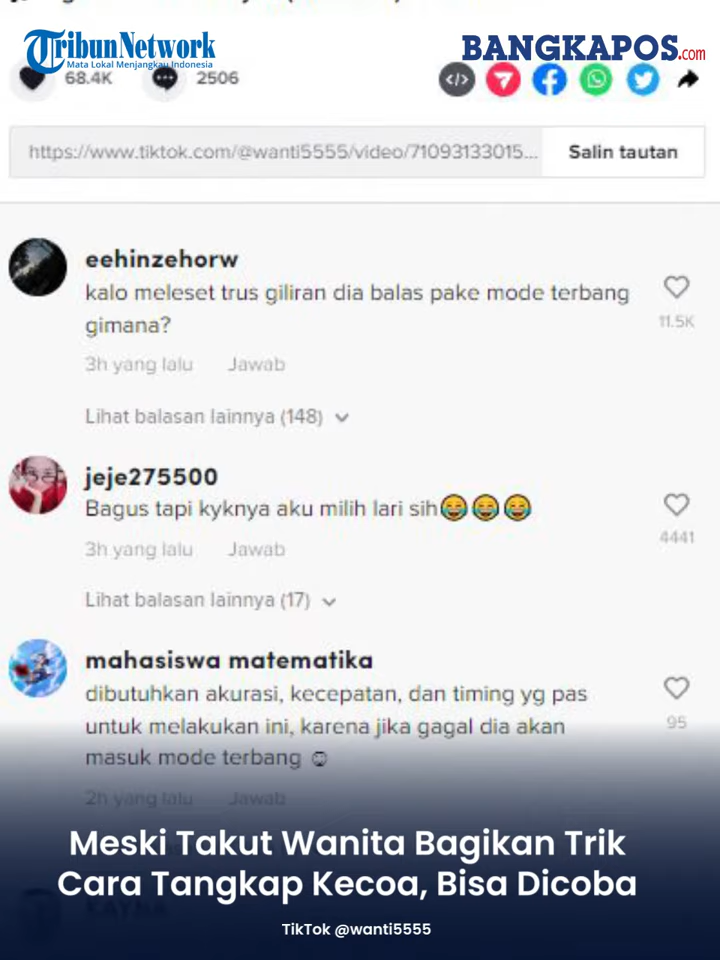 TribunNetwork
Mata Lokal Menjangkau Indonesia
BANGKAPOS.com
68.4K
2506
</>
https://www.tiktok.com/@wanti5555/video/71093133015...
Salin tautan
eehinzehorw
kalo meleset trus giliran dia balas pake mode terbang
gimana?
11.5K
3h yang lalu
Jawab
Lihat balasan lainnya (148)
jeje275500
Bagus tapi kyknya aku milih lari sih😂😂😂
4441
3h yang lalu
Jawab
Lihat balasan lainnya (17)
mahasiswa matematika
dibutuhkan akurasi, kecepatan, dan timing yg pas
untuk melakukan ini, karena jika gagal dia akan
masuk mode terbang
95
2h yang lalu
Jawab
Meski Takut Wanita Bagikan Trik
Cara Tangkap Kecoa, Bisa Dicoba
TikTok @wanti5555